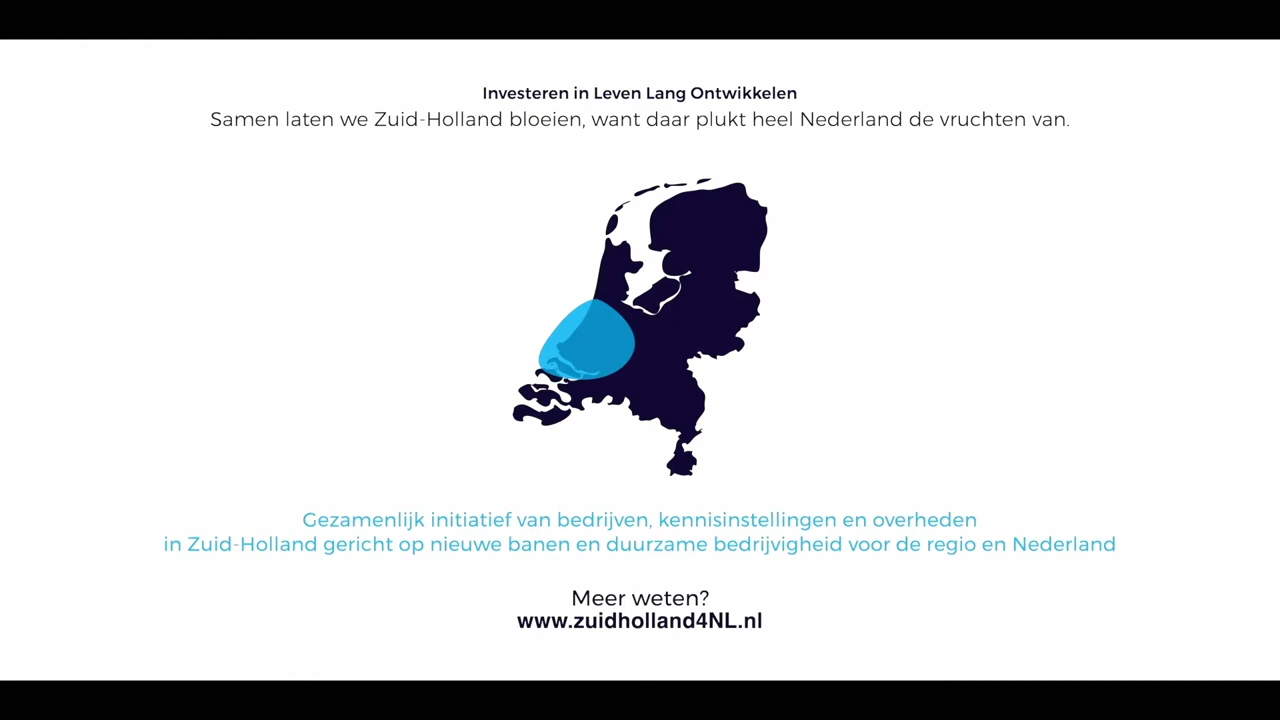 Investeren in Leven Lang Ontwikkelen
Samen laten we Zuid-Holland bloeien, want daar plukt heel Nederland de vruchten van.
Gezamenlijk initiatief van bedrijven, kennisinstellingen en overheden
in Zuid-Holland gericht op nieuwe banen en duurzame bedrijvigheid voor de regio en Nederland
Meer weten?
www.zuidholland4NL.nl